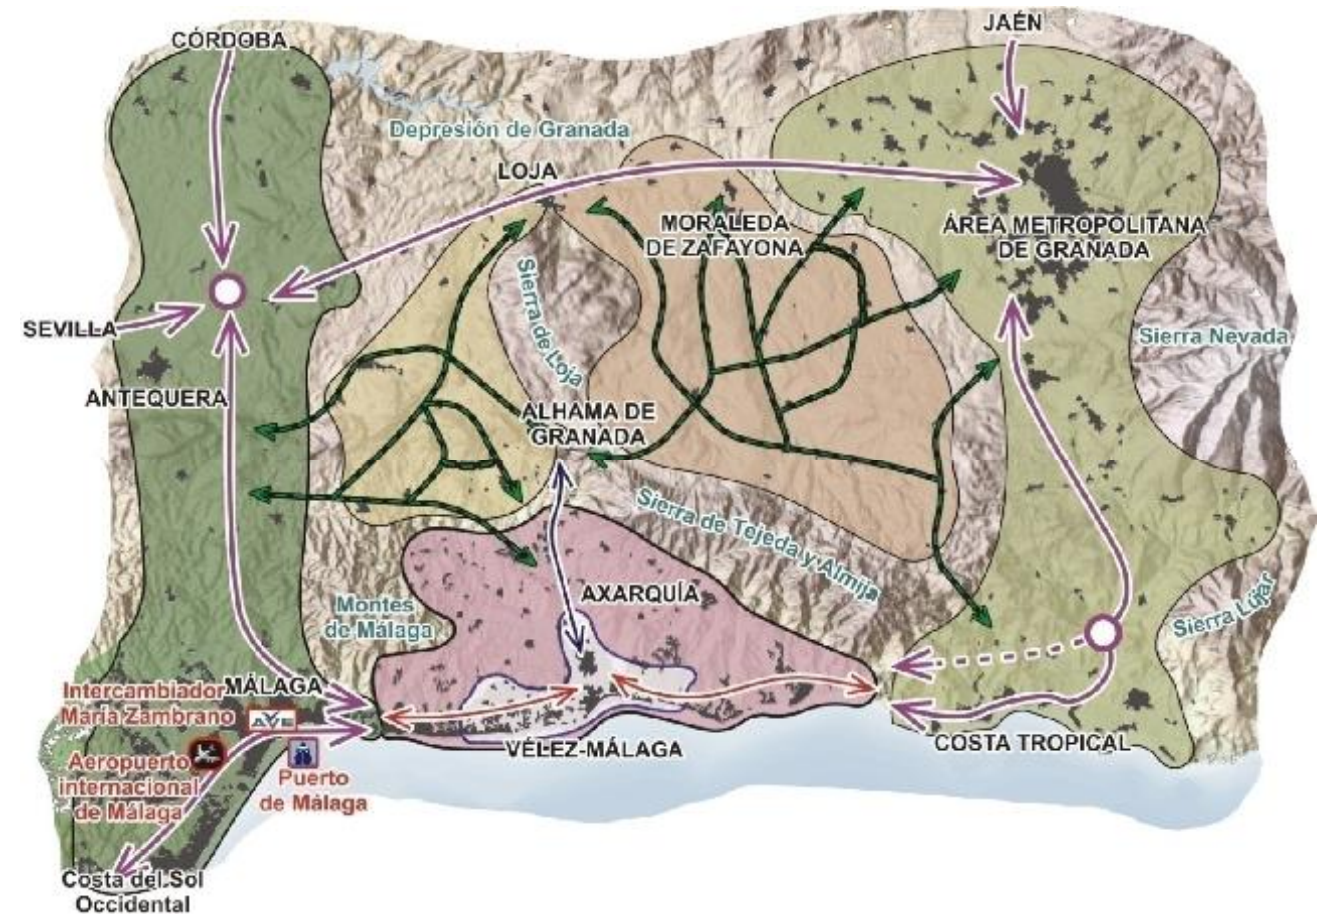 CÓRDOBA
JAÉN
Depresión de Granada
LOJA
MORALEDA
DE ZAFAYONA
ÁREA METROPOLITANA
DE GRANADA
Sierra de Loja
SEVILLA
Sierra Nevada
ANTEQUERA
ALHAMA DE
GRANADA
Sierra de Tejeda y Almija
AXARQUÍA
Montes
de Málaga
Sierra Lújar
Intercambiador
María Zambrano
MÁLAGA
AVE
Aeropuerto
internacional
de Málaga
Puerto
de Málaga
VÉLEZ-MÁLAGA
COSTA TROPICAL
Costa del Sol
Occidental